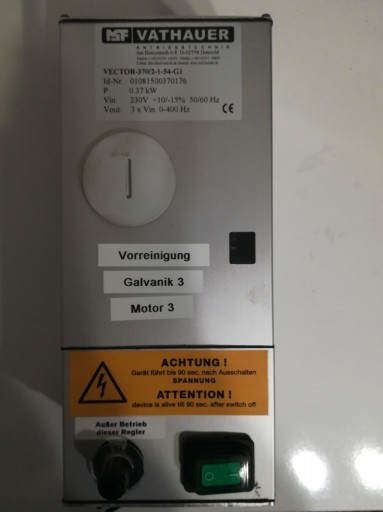 MSF VATHAUER
ANTRIEBSTECHNIK
VECTOR-370/2-1-54-G1
Id-Nr. 01081500370176
P: 0.37 kW
Vin: 230V +10/-15% 50/60 Hz
Vout: 3 x Vin 0-400 Hz
CE
Vorreinigung
Galvanik 3
Motor 3
ACHTUNG !
Gerät führt bis 90 sec. nach Ausschalten
SPANNUNG
ATTENTION !
device is alive till 90 sec. after switch off
Außer Betrieb
dieser Regler